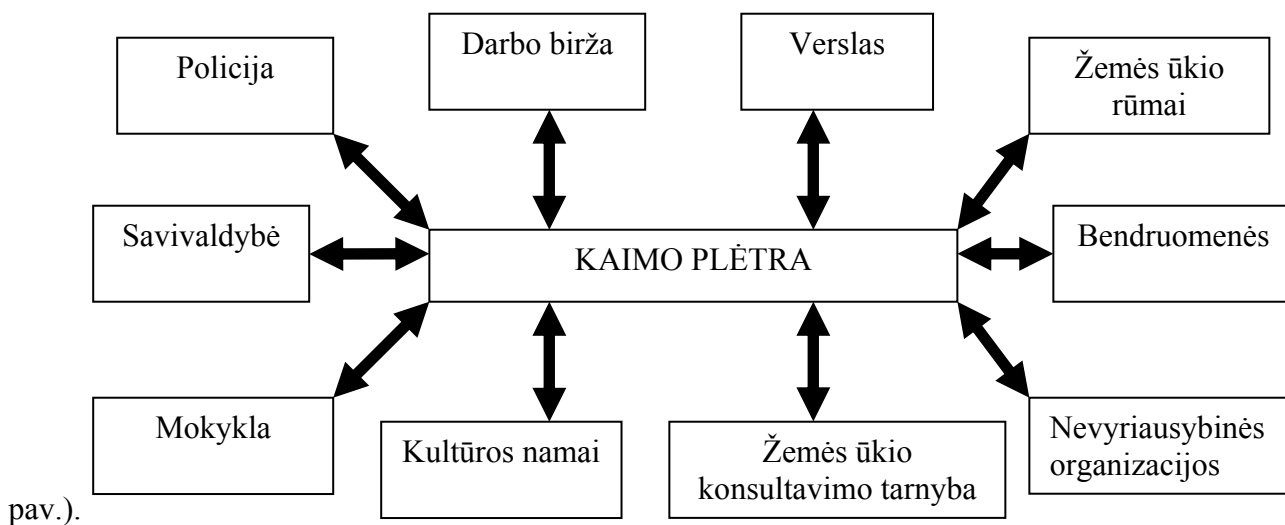 Policija
Darbo birža
Verslas
Žemės ūkio
rūmai
Savivaldybė
KAIMO PLĖTRA
Bendruomenės
Mokykla
Kultūros namai
Žemės ūkio
konsultavimo tarnyba
Nevyriausybinės
organizacijos
pav.).